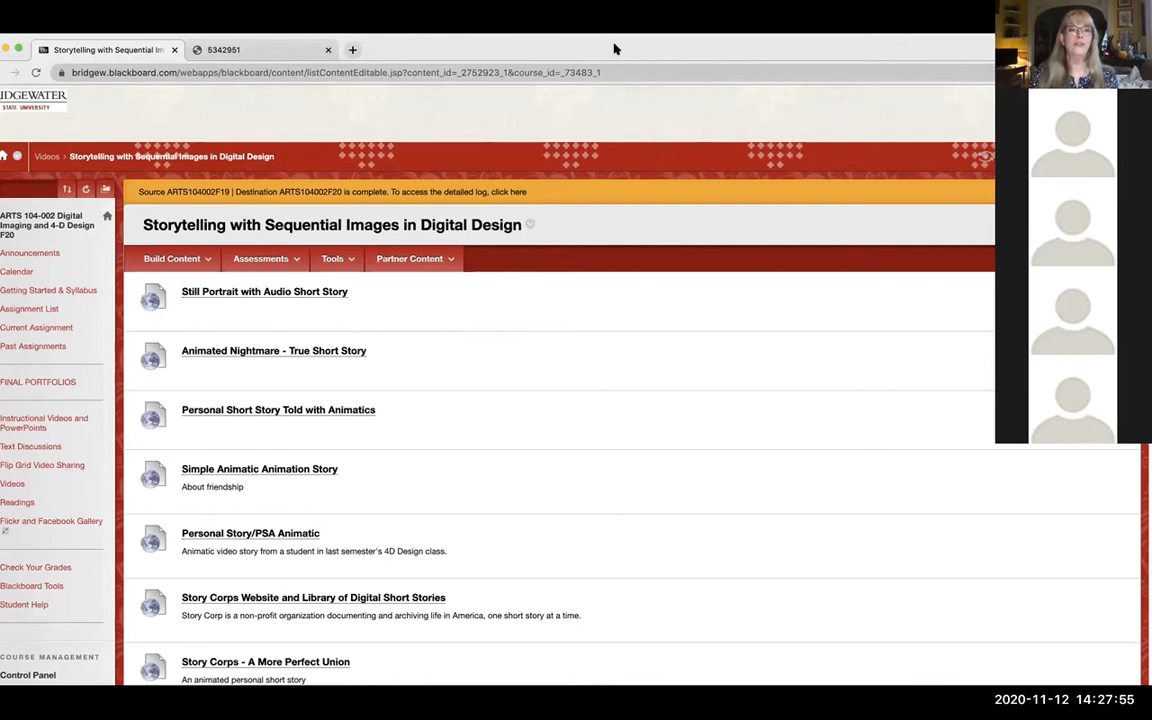 Storytelling with Sequential Im
5342951
bridgew.blackboard.com/webapps/blackboard/content/listContentEditable.jsp?content_id=_2752923_1&course_id=_73483_1
IDGEWATER
STATE UNIVERSITY
Videos > Storytelling with Sequential Images in Digital Design
Source ARTS104002F19 | Destination ARTS104002F20 is complete. To access the detailed log, click here
ARTS 104-002 Digital
Imaging and 4-D Design
F20
Announcements
Calendar
Getting Started & Syllabus
Assignment List
Current Assignment
Past Assignments
FINAL PORTFOLIOS
Instructional Videos and
PowerPoints
Text Discussions
Flip Grid Video Sharing
Videos
Readings
Flickr and Facebook Gallery
Check Your Grades
Blackboard Tools
Student Help
COURSE MANAGEMENT
Control Panel
Storytelling with Sequential Images in Digital Design
Build Content
Assessments
Tools
Partner Content
Still Portrait with Audio Short Story
Animated Nightmare - True Short Story
Personal Short Story Told with Animatics
Simple Animatic Animation Story
About friendship
Personal Story/PSA Animatic
Animatic video story from a student in last semester's 4D Design class.
Story Corps Website and Library of Digital Short Stories
Story Corp is a non-profit organization documenting and archiving life in America, one short story at a time.
Story Corps - A More Perfect Union
An animated personal short story
2020-11-12 14:27:55